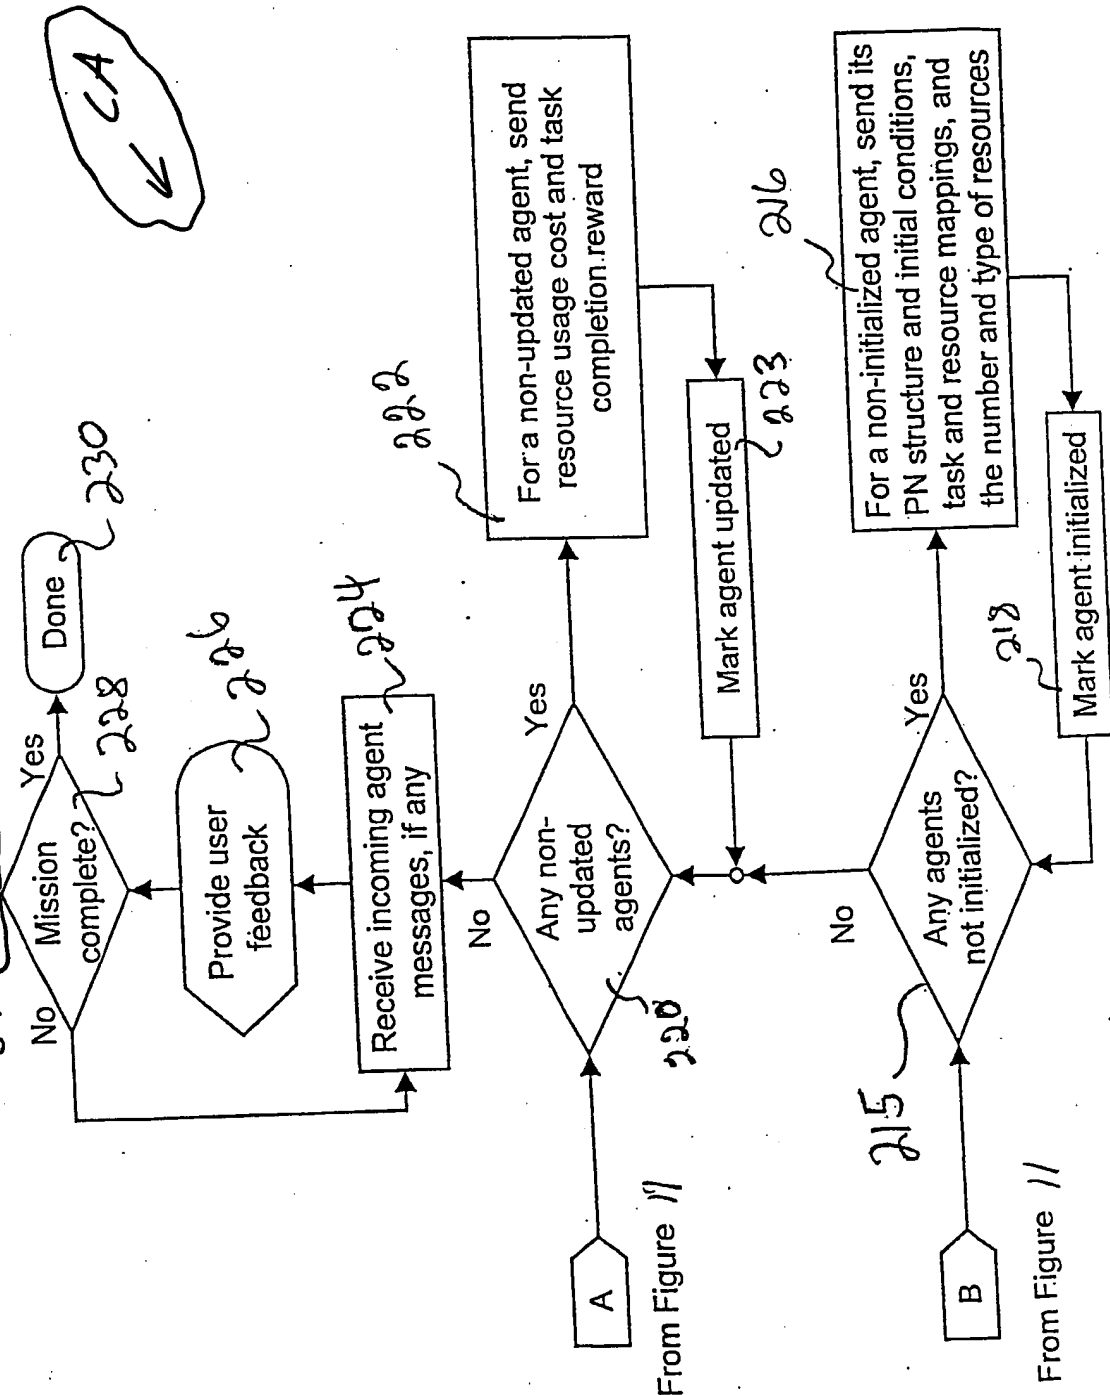 CA
Mission
complete?
228
Yes
No
Done
230
Provide user
feedback
226
Receive incoming agent
messages, if any
224
No
Any non-
updated
agents?
220
Yes
For a non-updated agent, send
resource usage cost and task
completion reward
222
Mark agent updated
223
A
From Figure
No
Any agents
not initialized?
215
Yes
For a non-initialized agent, send its
PN structure and initial conditions,
task and resource mappings, and
the number and type of resources
216
Mark agent initialized
218
B
From Figure 11